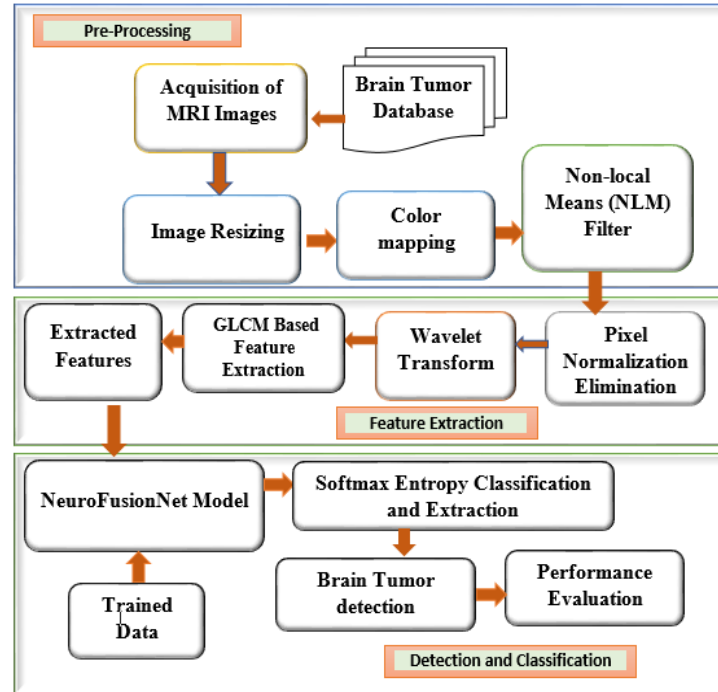 Pre-Processing
Acquisition of
MRI Images
Brain Tumor
Database
Image Resizing
Color
mapping
Non-local
Means (NLM)
Filter
Extracted
Features
GLCM Based
Feature
Extraction
Wavelet
Transform
Pixel
Normalization
Elimination
Feature Extraction
NeuroFusionNet Model
Softmax Entropy Classification
and Extraction
Trained
Data
Brain Tumor
detection
Performance
Evaluation
Detection and Classification